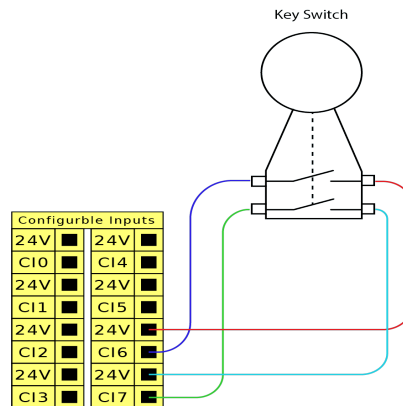 Key Switch
Configurble Inputs
24V 24V
CI0 CI4
24V 24V
CI1 CI5
24V 24V
CI2 CI6
24V 24V
CI3 CI7